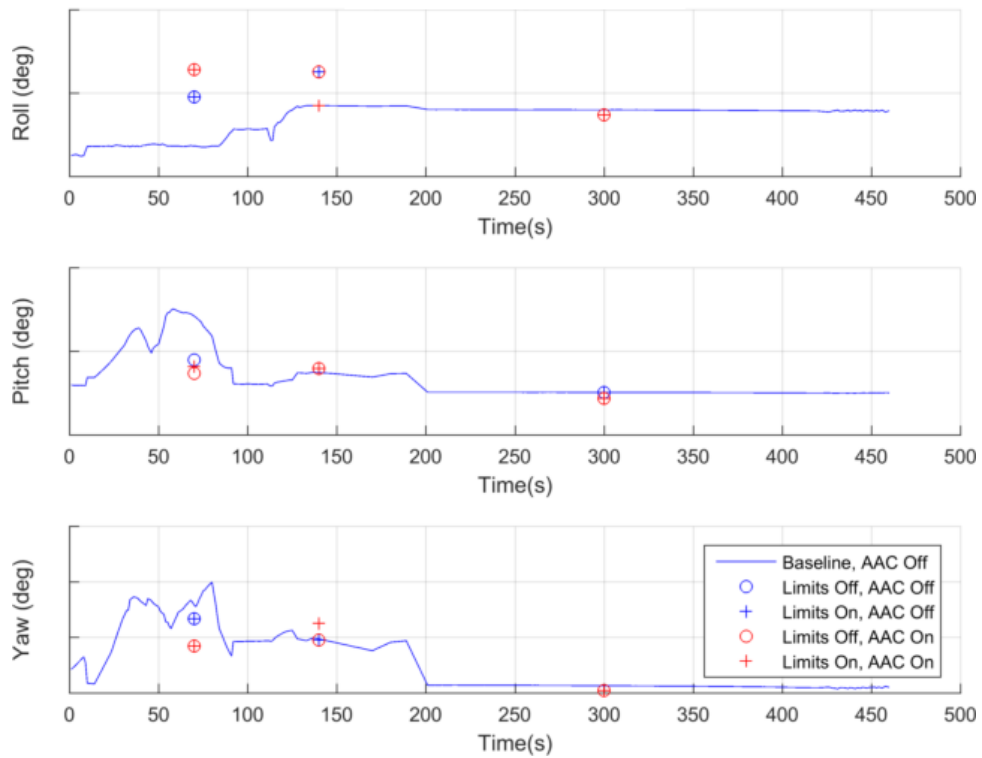 Roll (deg)
0 50 100 150 200 250 300 350 400 450 500
Time(s)
Pitch (deg)
0 50 100 150 200 250 300 350 400 450 500
Time(s)
Yaw (deg)
Baseline, AAC Off
Limits Off, AAC Off
Limits On, AAC Off
Limits Off, AAC On
Limits On, AAC On
0 50 100 150 200 250 300 350 400 450 500
Time(s)